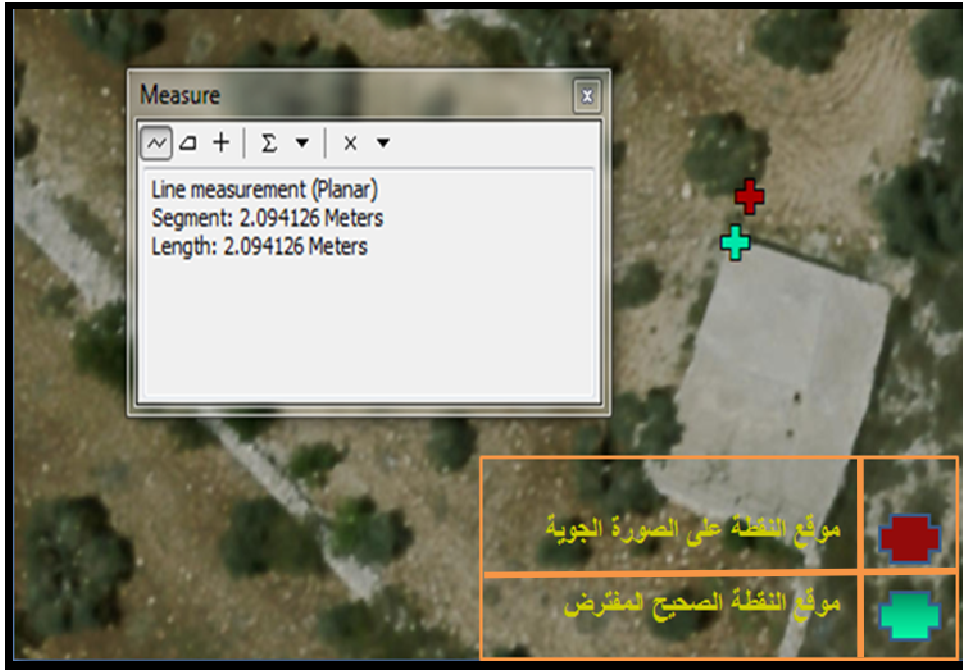 Measure
Σ
Line measurement (Planar)
Segment: 2.094126 Meters
Length: 2.094126 Meters
موقع النقطة على الصورة الجوية
موقع النقطة الصحيح المفترض